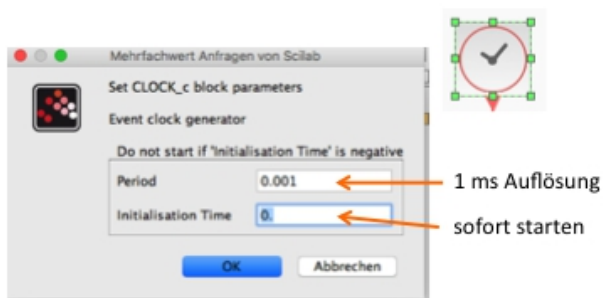 Mehrfachwert Anfragen von Scilab
Set CLOCK_c block parameters
Event clock generator
Do not start if 'Initialisation Time' is negative
Period 0.001
1 ms Auflösung
Initialisation Time 0.
sofort starten
OK Abbrechen